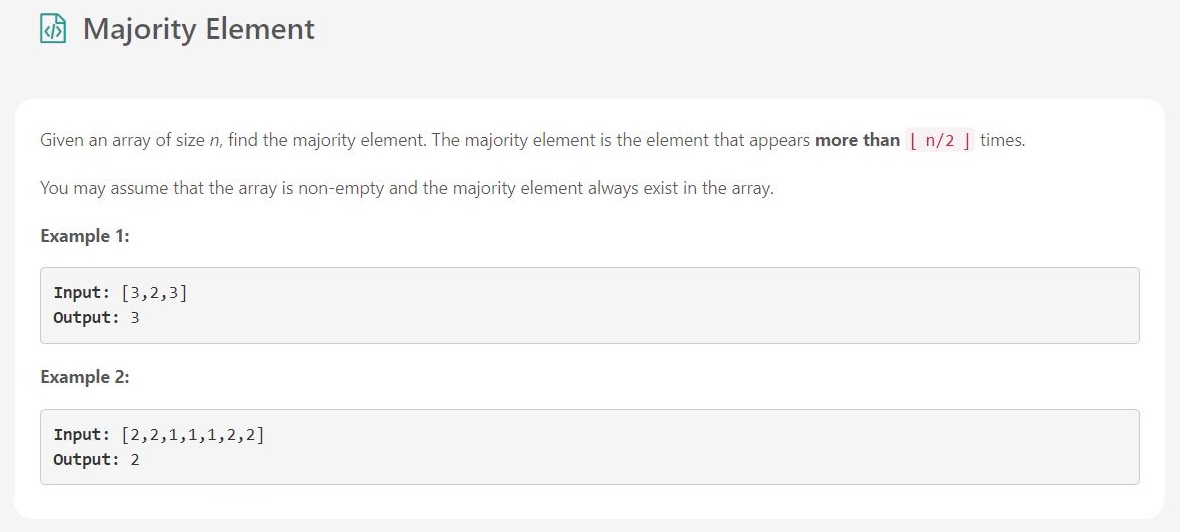 </> Majority Element
Given an array of size n, find the majority element. The majority element is the element that appears more than ⌊ n/2 ⌋ times.
You may assume that the array is non-empty and the majority element always exist in the array.
Example 1:
Input: [3,2,3]
Output: 3
Example 2:
Input: [2,2,1,1,1,2,2]
Output: 2